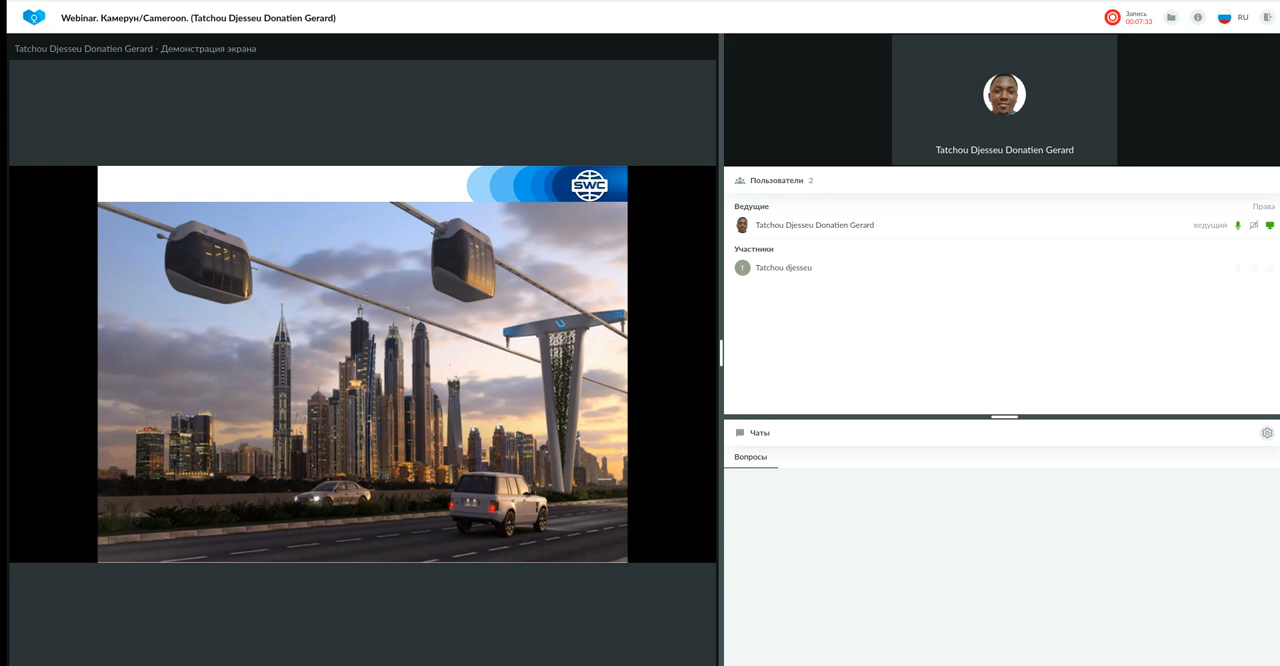 Webinar. Камерун/Cameroon. (Tatchou Djesseu Donatien Gerard)
Запись
00:07:33
RU
Tatchou Djesseu Donatien Gerard - Демонстрация экрана
SWC
Tatchou Djesseu Donatien Gerard
Пользователи 2
Ведущие Права
Tatchou Djesseu Donatien Gerard ведущий
Участники
T Tatchou djesseu
Чаты
Вопросы